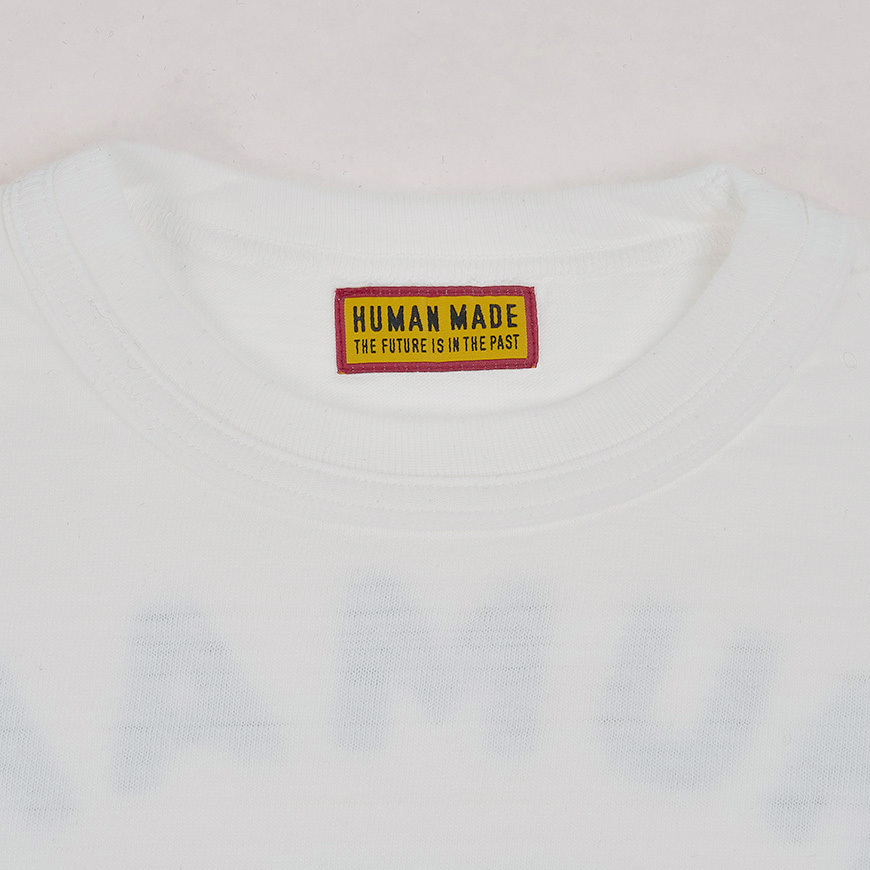 HUMAN MADE
THE FUTURE IS IN THE PAST